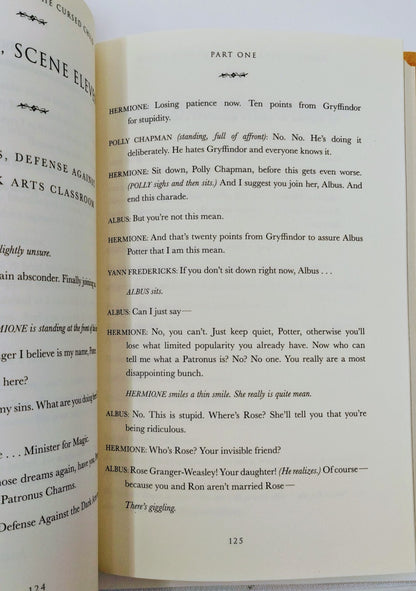 THE CURSED CHILD
, SCENE ELEV
S, DEFENSE AGAINST
K ARTS CLASSROOM
lightly unsure.
ain absconder. Finally joining
IONE is standing at the front of
ger I believe is my name,
here?
my sins. What are you doing
e . . . Minister for Magic.
ose dreams again, have you
Patronus Charms.
Defense Against the Dark
124
PART ONE
HERMIONE: Losing patience now. Ten points from Gryffindor
for stupidity.
POLLY CHAPMAN (standing, full of affront): No. No. He's doing it
deliberately. He hates Gryffindor and everyone knows it.
HERMIONE: Sit down, Polly Chapman, before this gets even worse.
(POLLY sighs and then sits.) And I suggest you join her, Albus. And
end this charade.
ALBUS: But you're not this mean.
HERMIONE: And that's twenty points from Gryffindor to assure Albus
Potter that I am this mean.
YANN FREDERICKS: If you don't sit down right now, Albus . . .
ALBUS sits.
ALBUS: Can I just say—
HERMIONE: No, you can't. Just keep quiet, Potter, otherwise you'll
lose what limited popularity you already have. Now who can
tell me what a Patronus is? No? No one. You really are a most
disappointing bunch.
HERMIONE smiles a thin smile. She really is quite mean.
ALBUS: No. This is stupid. Where's Rose? She'll tell you that you're
being ridiculous.
HERMIONE: Who's Rose? Your invisible friend?
ALBUS: Rose Granger-Weasley! Your daughter! (He realizes.) Of course—
because you and Ron aren't married Rose—
There's giggling.
125